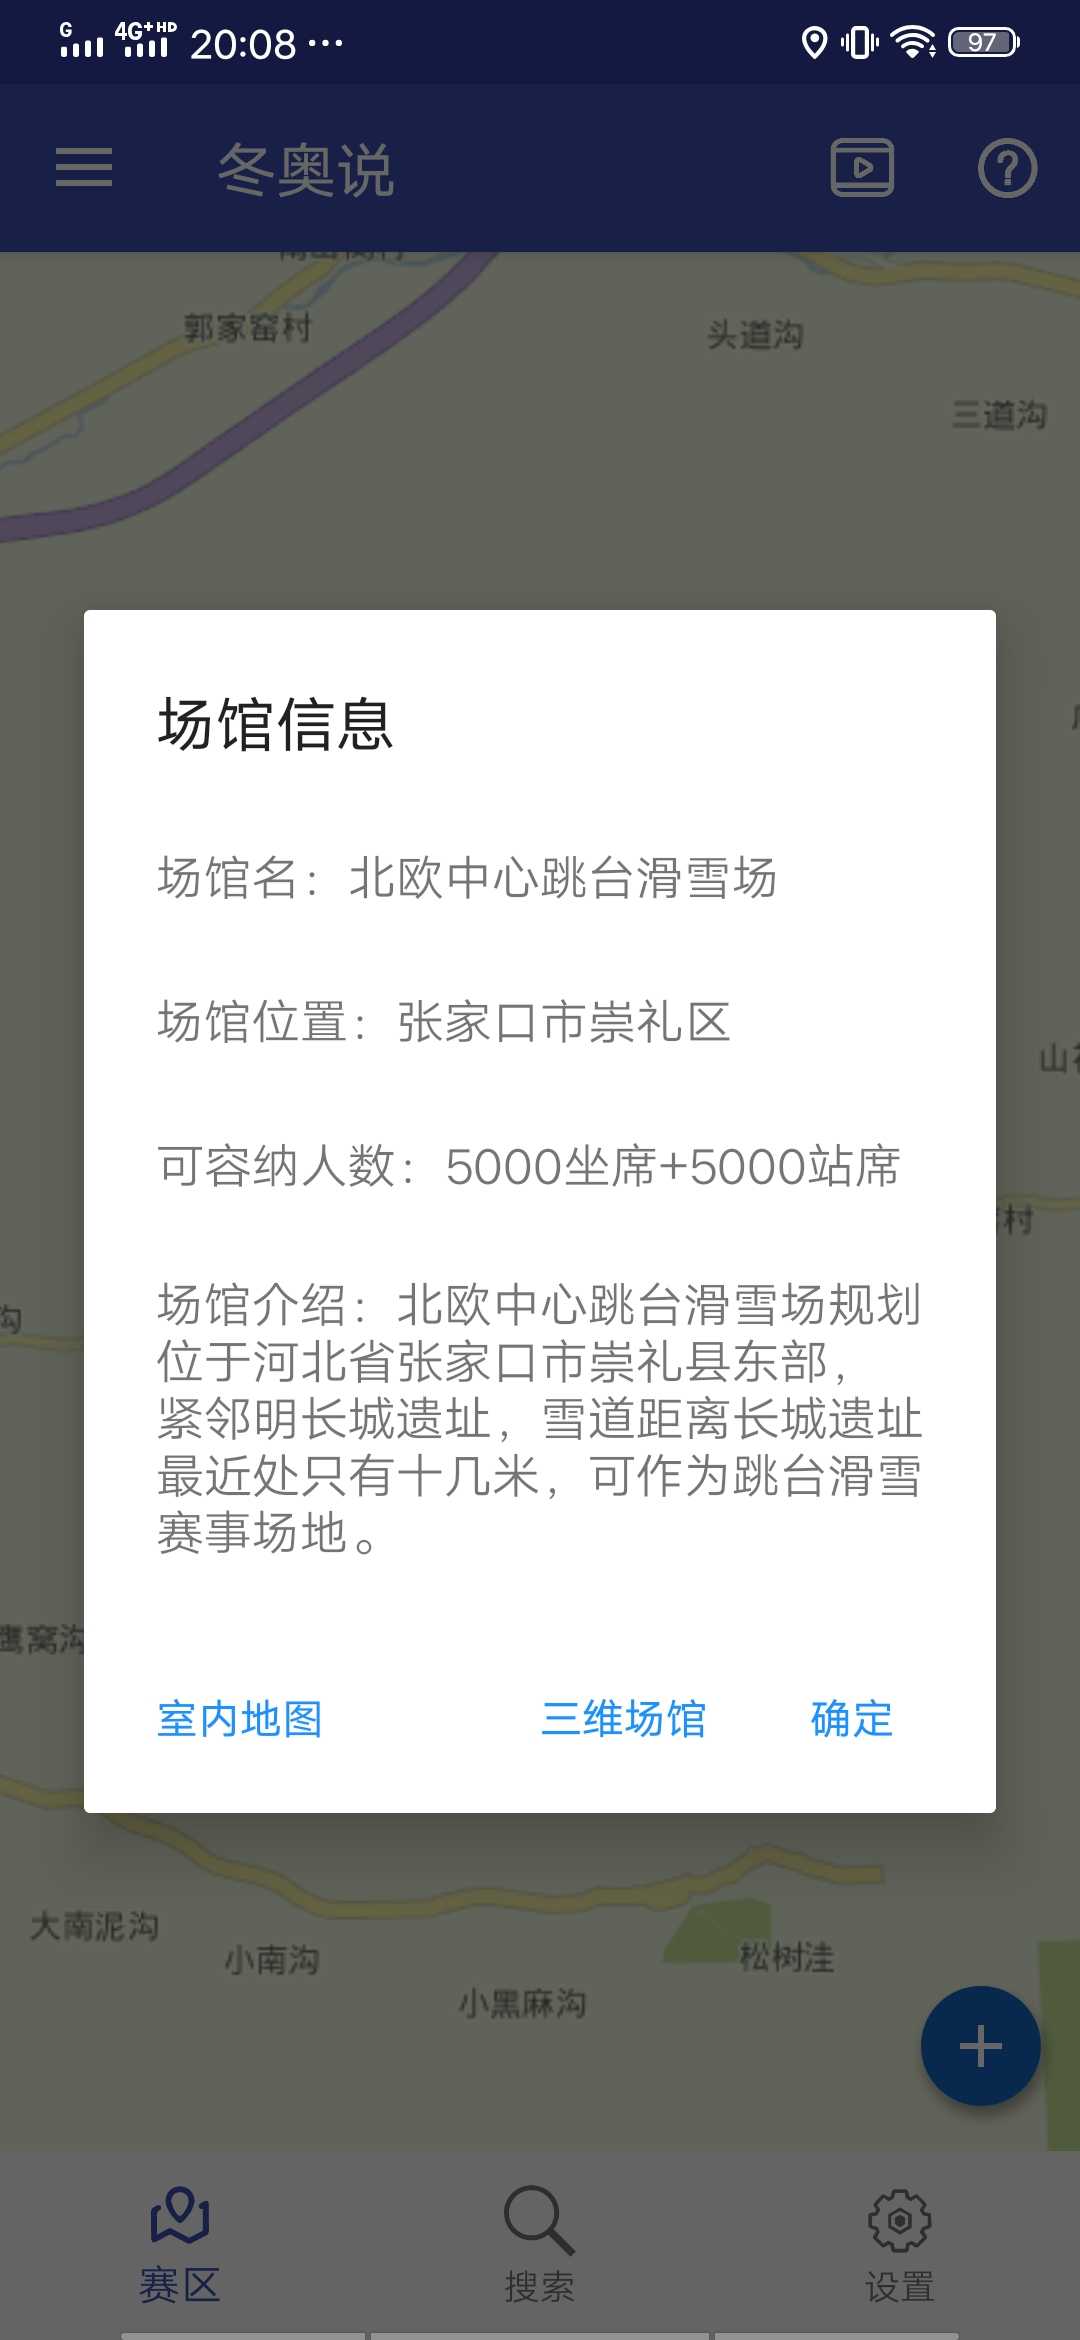 G 4G+ HD 20:08 ··· 97
冬奥说
郭家窑村
头道沟
三道沟
场馆信息
场馆名：北欧中心跳台滑雪场
场馆位置：张家口市崇礼区
山
可容纳人数：5000坐席+5000站席
村
场馆介绍：北欧中心跳台滑雪场规划
沟
位于河北省张家口市崇礼县东部，
紧邻明长城遗址，雪道距离长城遗址
最近处只有十几米，可作为跳台滑雪
赛事场地。
鹰窝沟
室内地图 三维场馆 确定
大南泥沟
小南沟
松树洼
小黑麻沟
赛区 搜索 设置